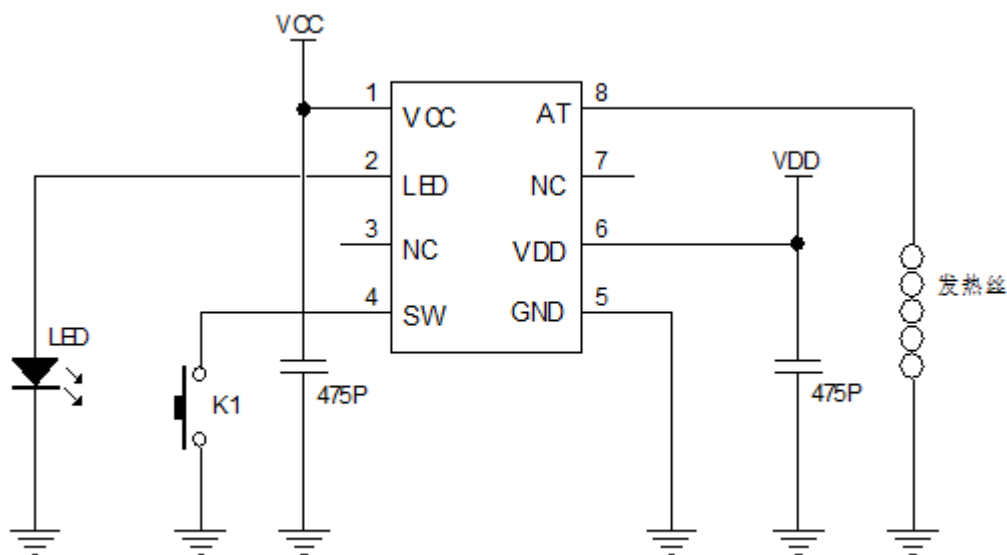 VCC
1
VCC
AT
8
2
LED
NC
7
VDD
3
NC
VDD
6
4
SW
GND
5
发热丝
LED
K1
475P
475P